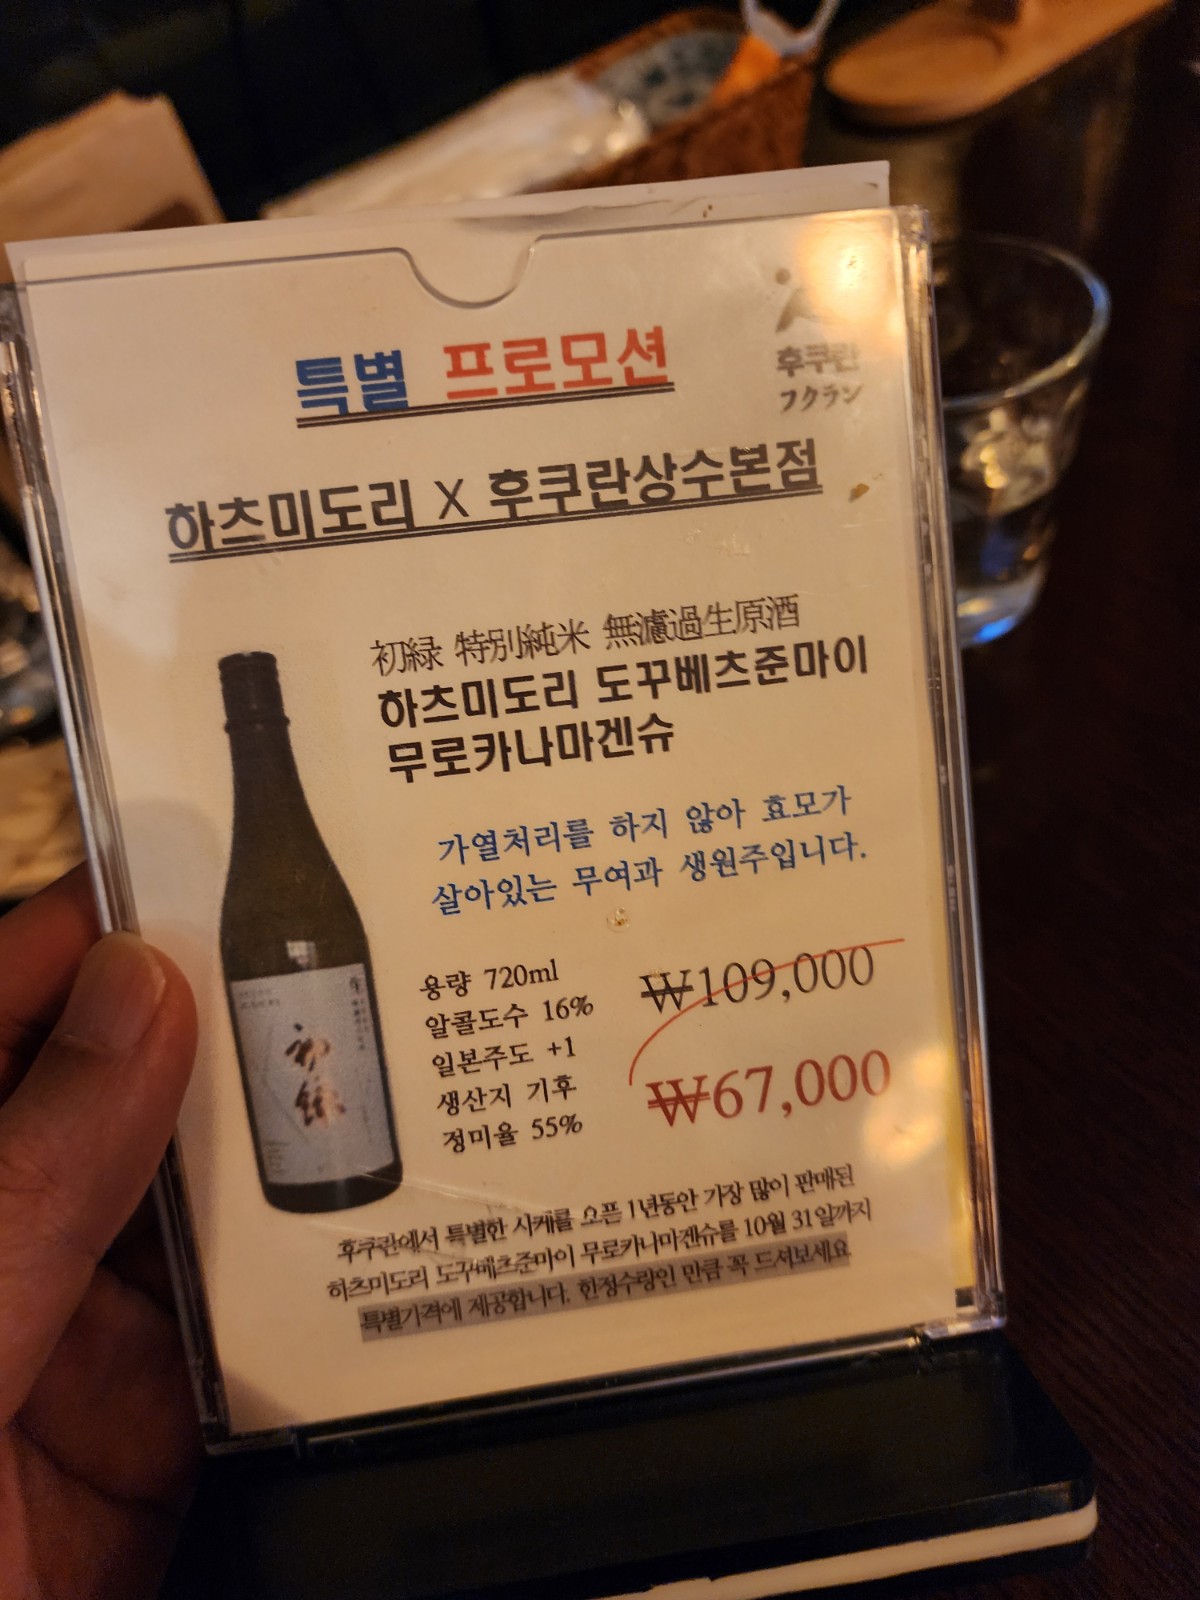 특별 프로모션
후쿠란
フクラン
하츠미도리 X 후쿠란상수본점
初緑 特別純米 無濾過生原酒
하츠미도리 도꾸베츠준마이
무로카나마겐슈
가열처리를 하지 않아 효모가
살아있는 무여과 생원주입니다.
용량 720ml
알콜도수 16%
일본주도 +1
생산지 기후
정미율 55%
₩109,000
₩67,000
初緑
후쿠란에서 특별한 시케를 오픈 1년동안 가장 많이 판매된
하츠미도리 도꾸베츠준마이 무로카니마겐슈를 10월 31일까지
특별가격에 제공합니다. 한정수량인 만큼 꼭 드셔보세요